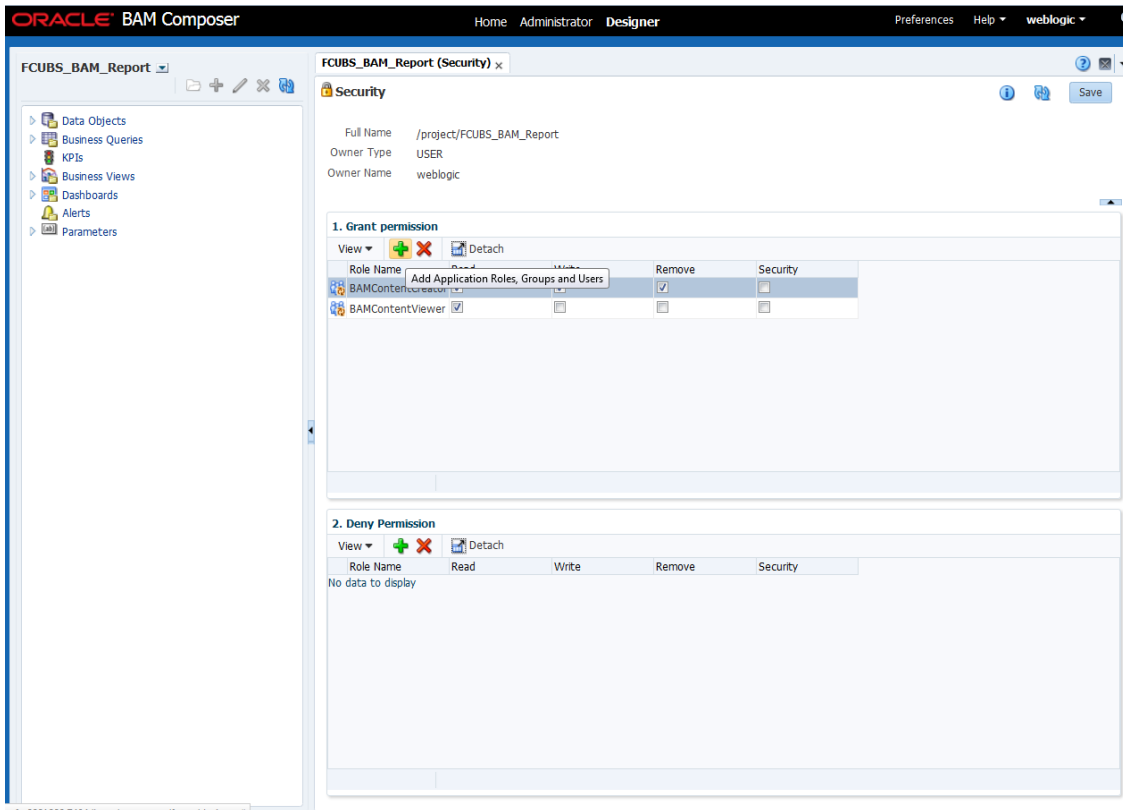 ORACLE BAM Composer
Home Administrator Designer
Preferences Help weblogic
FCUBS_BAM_Report
Data Objects
Business Queries
KPIs
Business Views
Dashboards
Alerts
Parameters
FCUBS_BAM_Report (Security) x
Security
Save
Full Name /project/FCUBS_BAM_Report
Owner Type USER
Owner Name weblogic
1. Grant permission
View Detach
Role Name Read Write Remove Security
Add Application Roles, Groups and Users
BAMContentCreator
BAMContentViewer
2. Deny Permission
View Detach
Role Name Read Write Remove Security
No data to display